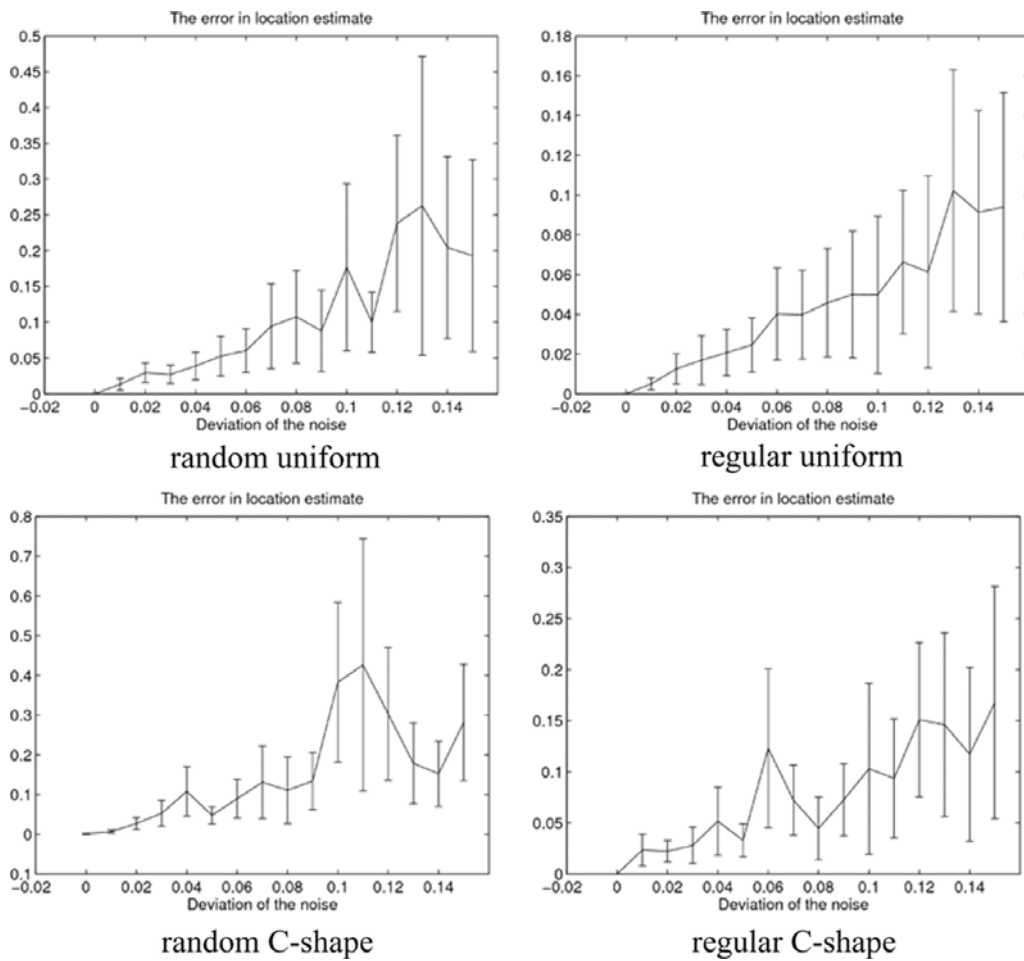 The error in location estimate
0.5
0.45
0.4
0.35
0.3
0.25
0.2
0.15
0.1
0.05
0
−0.02 0 0.02 0.04 0.06 0.08 0.1 0.12 0.14
Deviation of the noise
random uniform
The error in location estimate
0.18
0.16
0.14
0.12
0.1
0.08
0.06
0.04
0.02
0
−0.02 0 0.02 0.04 0.06 0.08 0.1 0.12 0.14
Deviation of the noise
regular uniform
The error in location estimate
0.8
0.7
0.6
0.5
0.4
0.3
0.2
0.1
0
0.1
−0.02 0 0.02 0.04 0.06 0.08 0.1 0.12 0.14
Deviation of the noise
random C-shape
The error in location estimate
0.35
0.3
0.25
0.2
0.15
0.1
0.05
0
−0.02 0 0.02 0.04 0.06 0.08 0.1 0.12 0.14
Deviation of the noise
regular C-shape